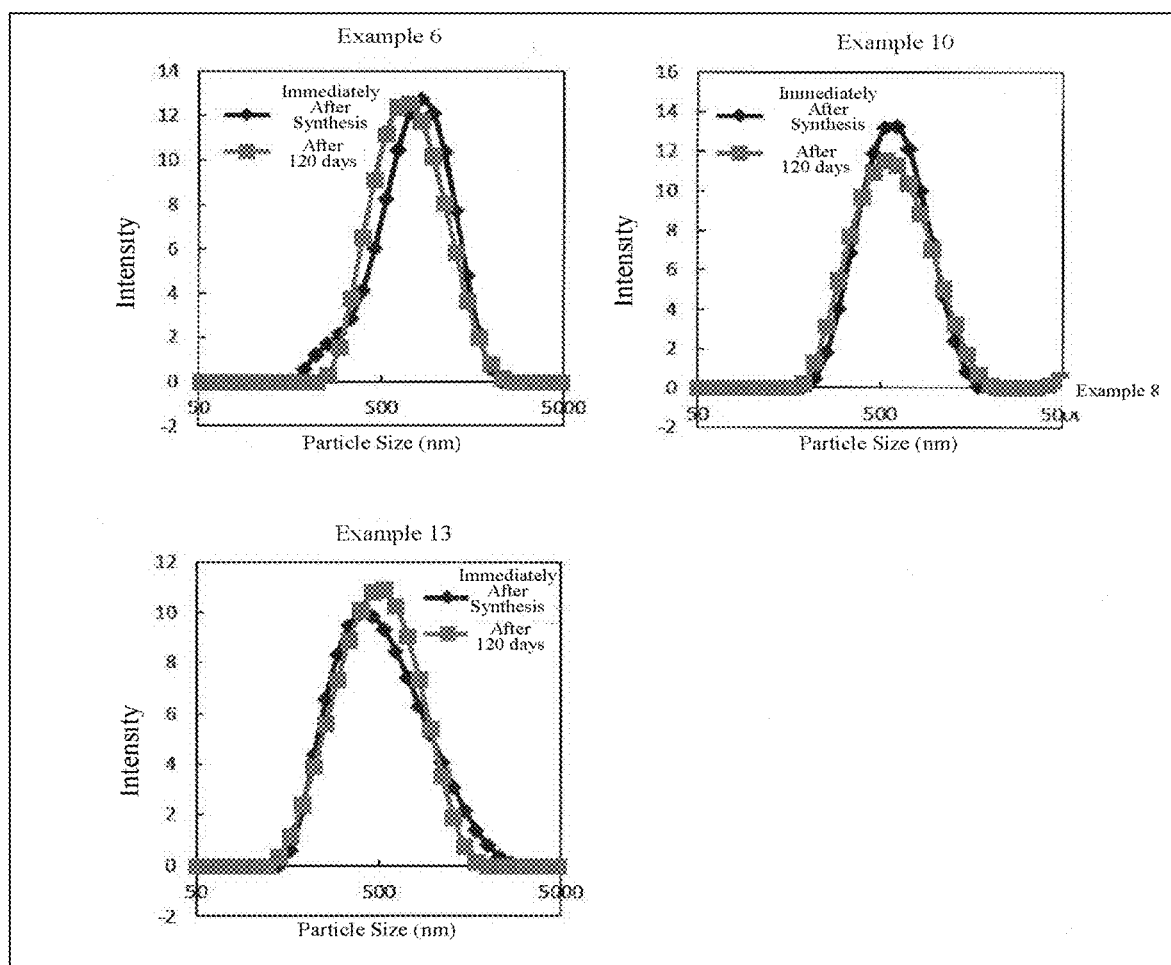 Example 6
14
12
10
8
6
4
2
0
-2
Intensity
Immediately
After
Synthesis
After
120 days
50
500
5000
Particle Size (nm)
Example 10
16
14
12
10
8
6
4
2
0
-2
Intensity
Immediately
After
Synthesis
After
120 days
50
500
Example 8
Particle Size (nm)
Example 13
12
10
8
6
4
2
0
-2
Intensity
Immediately
After
Synthesis
After
120 days
50
500
5000
Particle Size (nm)